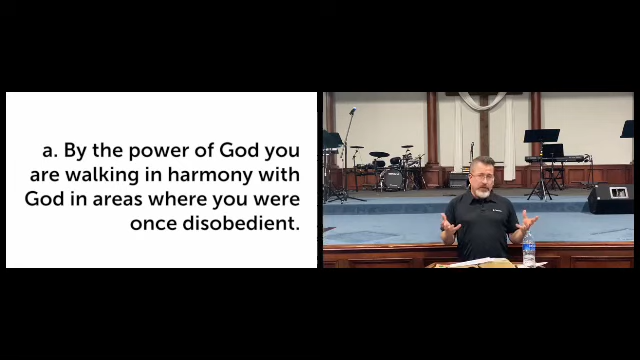 a. By the power of God you
are walking in harmony with
God in areas where you were
once disobedient.